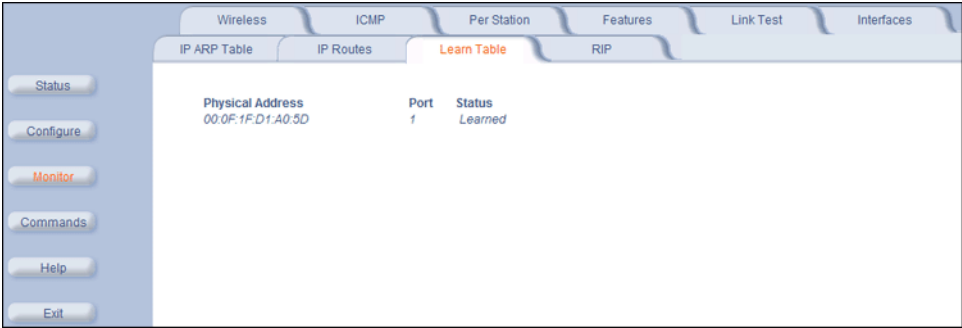 Wireless ICMP Per Station Features Link Test Interfaces
IP ARP Table IP Routes Learn Table RIP
Status
Configure
Monitor
Commands
Help
Exit
Physical Address Port Status
00:0F:1F:D1:A0:5D 1 Learned